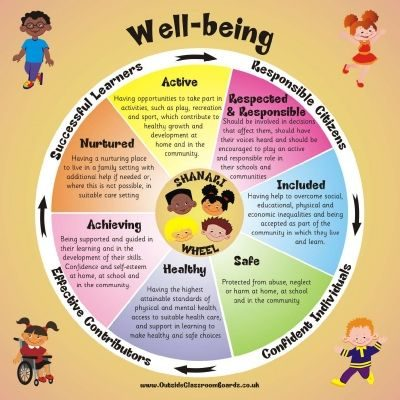 Well-being
Successful Learners
Responsible Citizens
Active
Having opportunities to take part in
activities, such as play, recreation
and sport, which contribute to
healthy growth and
development at
home and in the
community.
Respected
& Responsible
Should be involved in decisions
that affect them, should have
their voices heard and should be
encouraged to play an active
and responsible role in
their schools and
communities
Nurtured
Having a nurturing place
to live in a family setting with
additional help if needed or,
where this is not possible, in
suitable care setting
Included
Having help to overcome social,
educational, physical and
economic inequalities and being
accepted as part of the
community in which they live
and learn.
SHANARI
WHEEL
Achieving
Being supported and guided in
their learning and in the
development of their skills.
Confidence and self-esteem
at home, at school and
in the community.
Healthy
Having the highest
attainable standards of
physical and mental health,
access to suitable health care,
and support in learning to
make healthy and safe choices
Safe
Protected from abuse, neglect
or harm at home, at school
and in the community
Effective Contributors
Confident Individuals
www.OutsideClassroomBoards.co.uk